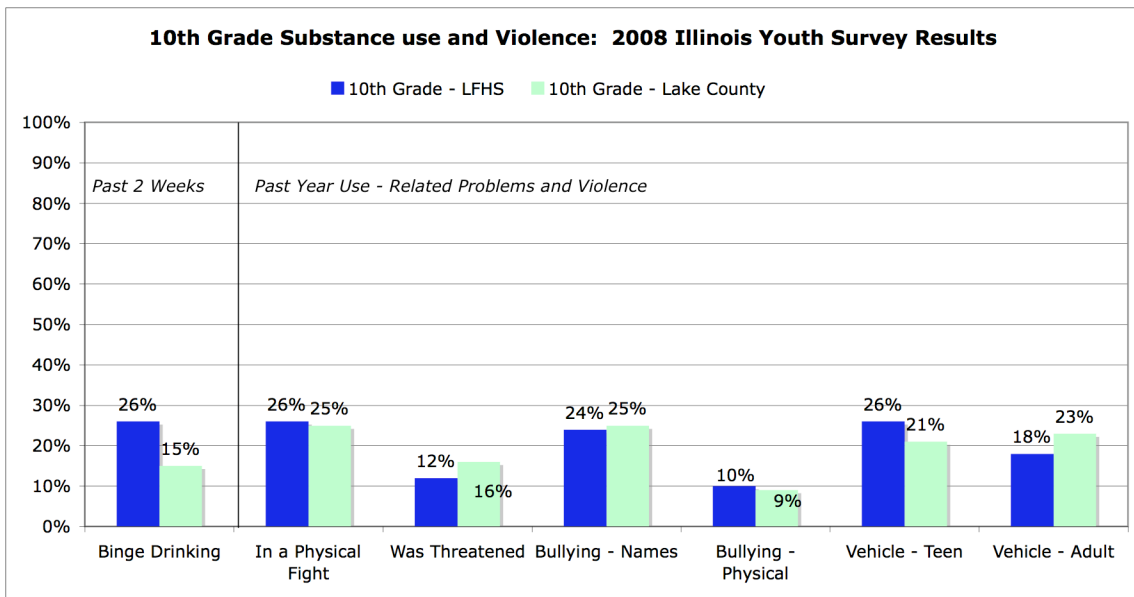 10th Grade Substance use and Violence:  2008 Illinois Youth Survey Results
10th Grade - LFHS
10th Grade - Lake County
100%
90%
80%
70%
60%
50%
40%
30%
20%
10%
0%
Past 2 Weeks
Past Year Use - Related Problems and Violence
26%
15%
26%
25%
12%
16%
24%
25%
10%
9%
26%
21%
18%
23%
Binge Drinking
In a Physical
Fight
Was Threatened
Bullying - Names
Bullying -
Physical
Vehicle - Teen
Vehicle - Adult